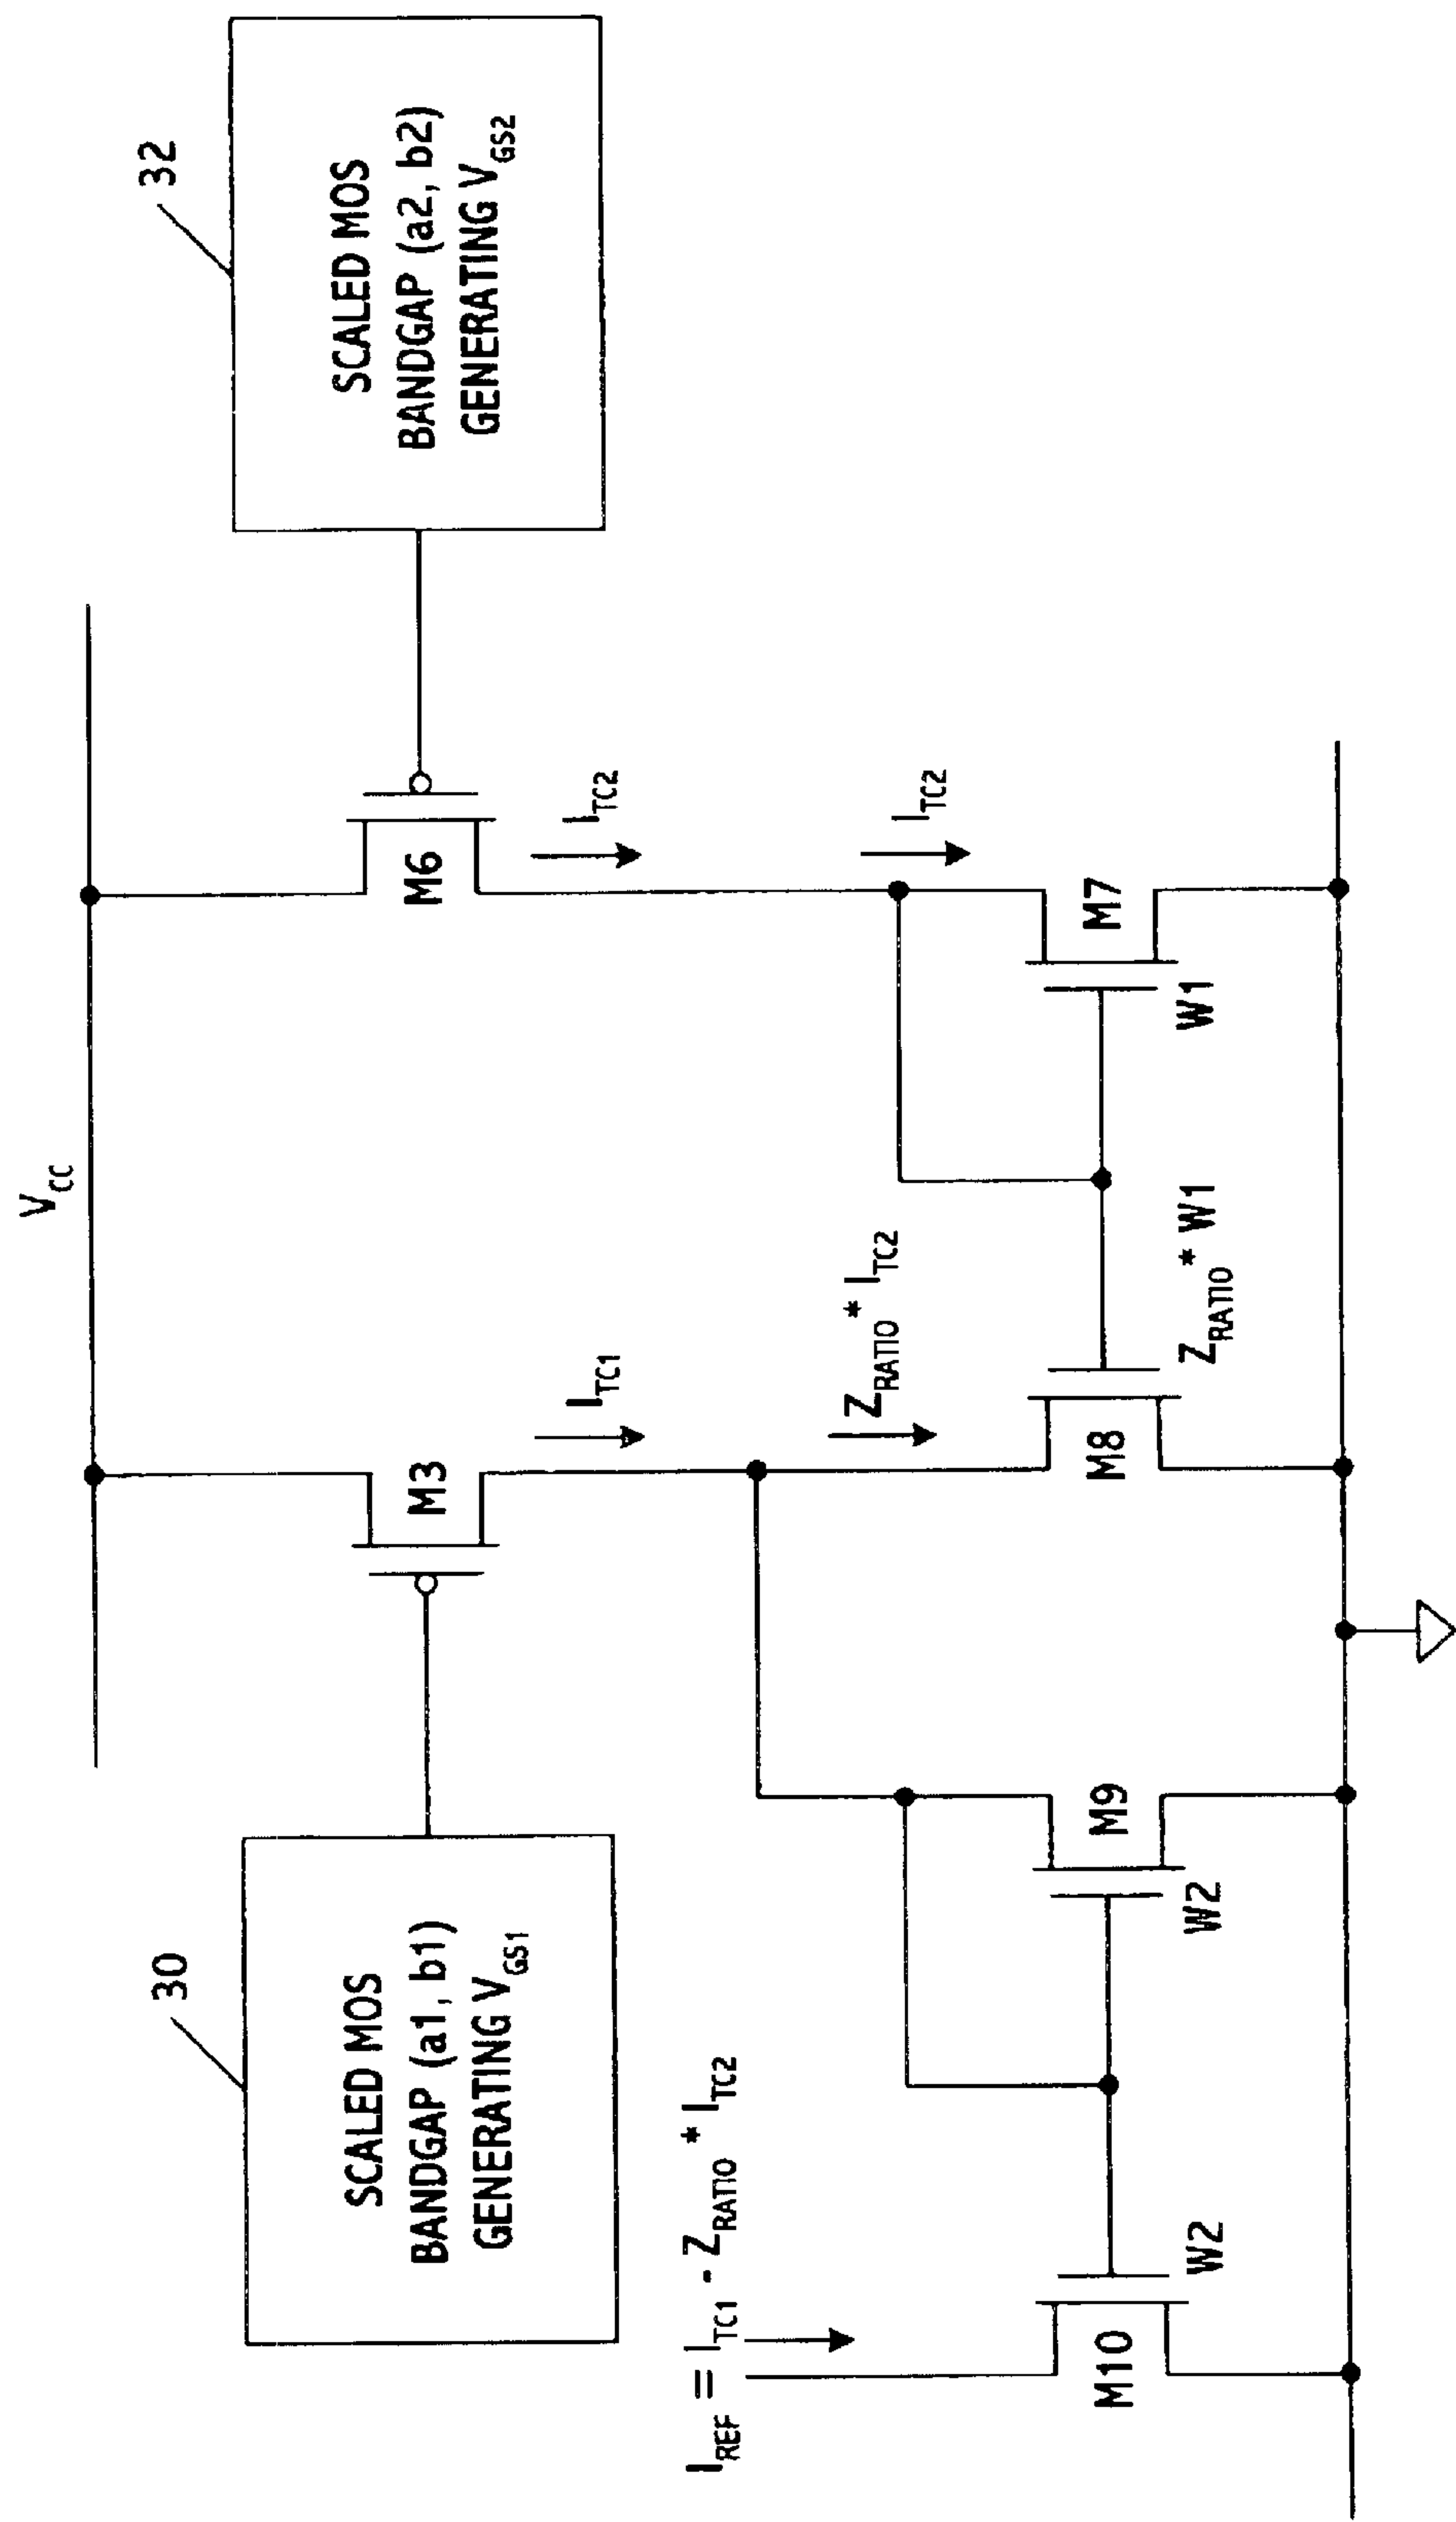 V_CC
30
SCALED MOS
BANDGAP (a1, b1)
GENERATING V_GS1
M3
M6
32
SCALED MOS
BANDGAP (a2, b2)
GENERATING V_GS2
I_TC1
I_TC2
I_REF = I_TC1 - Z_RATIO * I_TC2
Z_RATIO * I_TC2
I_TC2
M10
W2
M9
W2
M8
Z_RATIO * W1
M7
W1